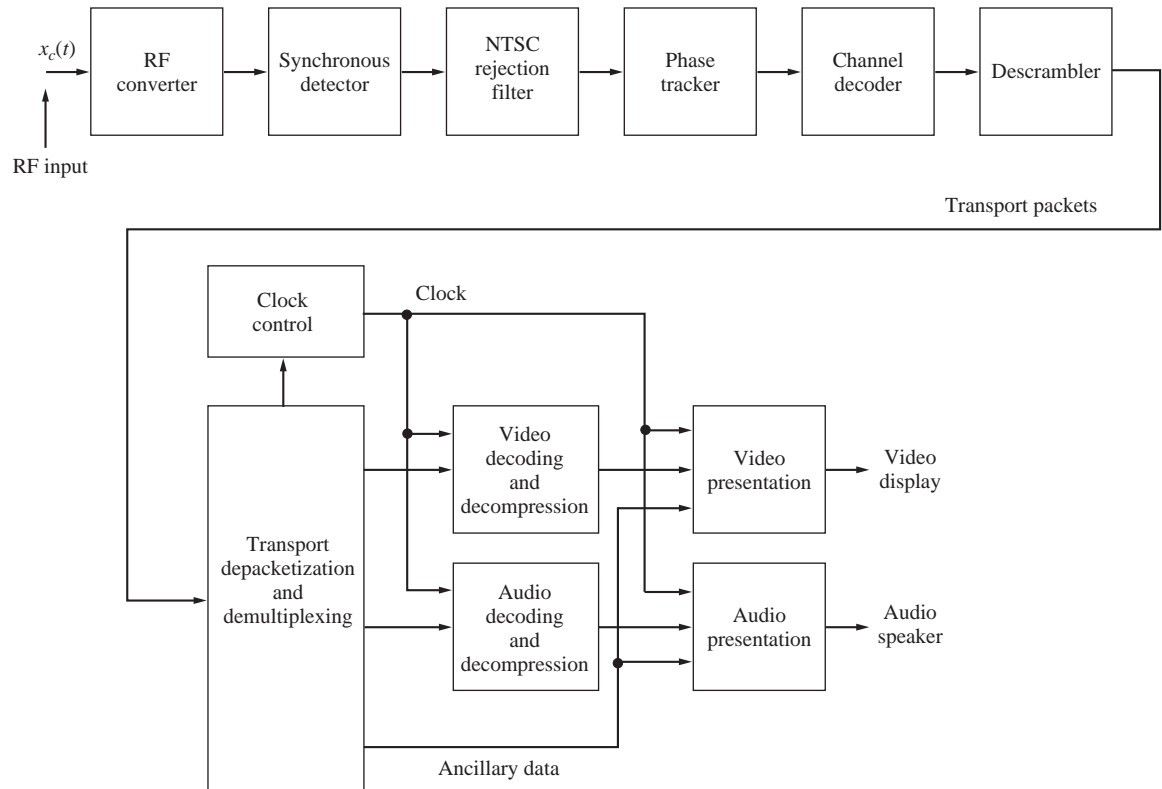 x_c(t)
RF input
RF
converter
Synchronous
detector
NTSC
rejection
filter
Phase
tracker
Channel
decoder
Descrambler
Transport packets
Clock
control
Clock
Transport
depacketization
and
demultiplexing
Video
decoding
and
decompression
Video
presentation
Video
display
Audio
decoding
and
decompression
Audio
presentation
Audio
speaker
Ancillary data